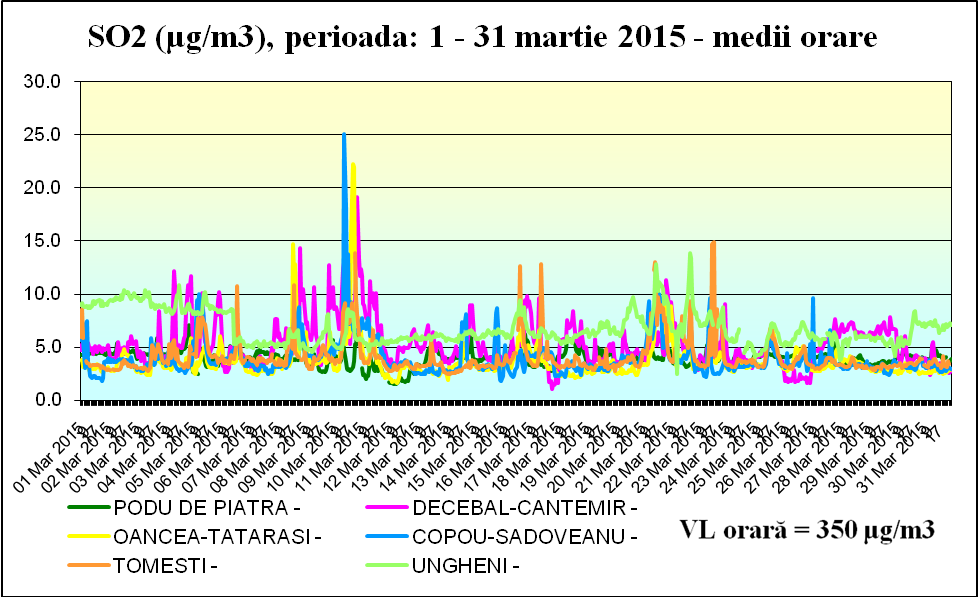 SO2 (µg/m3), perioada: 1 - 31 martie 2015 - medii orare
30.0
25.0
20.0
15.0
10.0
5.0
0.0
01 Mar 2015
02 Mar 2015
03 Mar 2015
04 Mar 2015
05 Mar 2015
06 Mar 2015
07 Mar 2015
08 Mar 2015
09 Mar 2015
10 Mar 2015
11 Mar 2015
12 Mar 2015
13 Mar 2015
14 Mar 2015
15 Mar 2015
16 Mar 2015
17 Mar 2015
18 Mar 2015
19 Mar 2015
20 Mar 2015
21 Mar 2015
22 Mar 2015
23 Mar 2015
24 Mar 2015
25 Mar 2015
26 Mar 2015
27 Mar 2015
28 Mar 2015
29 Mar 2015
30 Mar 2015
31 Mar 2015
17
PODU DE PIATRA -
DECEBAL-CANTEMIR -
OANCEA-TATARASI -
COPOU-SADOVEANU -
TOMESTI -
UNGHENI -
VL orară = 350 µg/m3